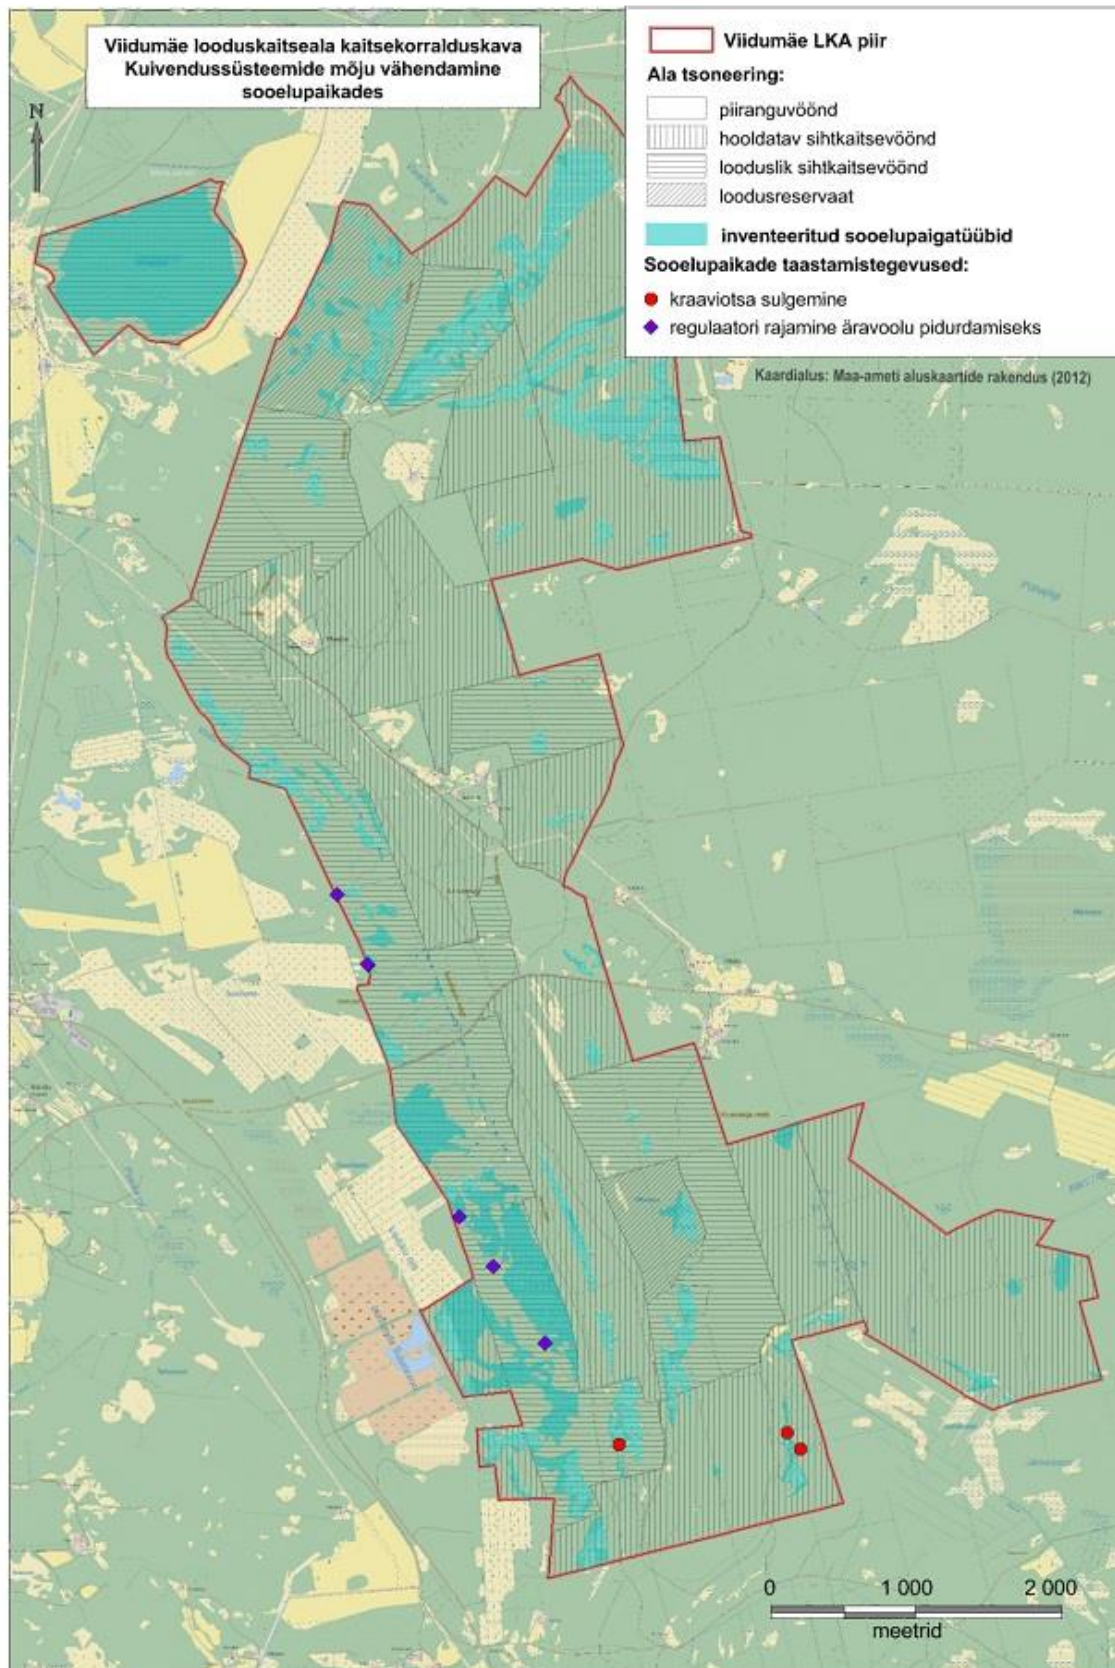 Viidumäe looduskaitseala kaitsekorralduskava
Kuivendussüsteemide mõju vähendamine
sooelupaikades
N
Viidumäe LKA piir
Ala tsoneering:
piiranguvöönd
hooldatav sihtkaitsevöönd
looduslik sihtkaitsevöönd
loodusreservaat
inventeeritud sooelupaigatüübid
Sooelupaikade taastamistegevused:
kraaviotsa sulgemine
regulaatori rajamine äravoolu pidurdamiseks
Kaardialus: Maa-ameti aluskaartide rakendus (2012)
0 1 000 2 000
meetrid